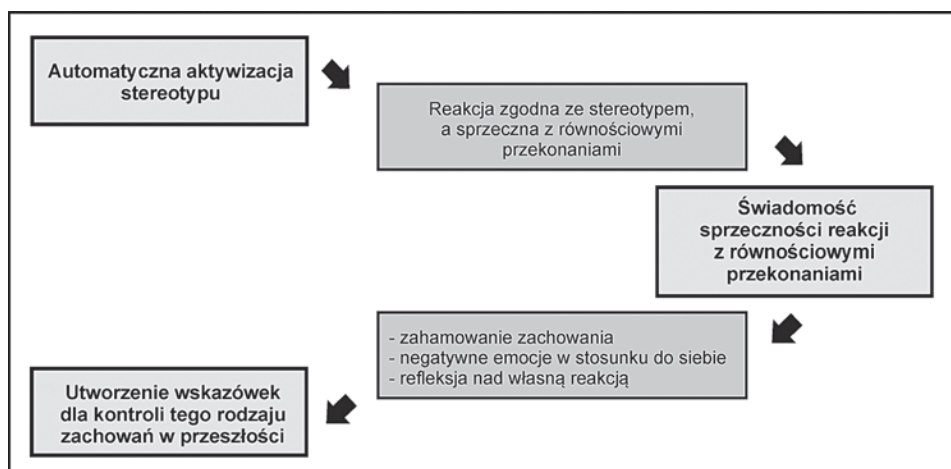 Automatyczna aktywizacja
stereotypu
Reakcja zgodna ze stereotypem,
a sprzeczna z równościowymi
przekonaniami
Świadomość
sprzeczności reakcji
z równościowymi
przekonaniami
- zahamowanie zachowania
- negatywne emocje w stosunku do siebie
- refleksja nad własną reakcją
Utworzenie wskazówek
dla kontroli tego rodzaju
zachowań w przeszłości